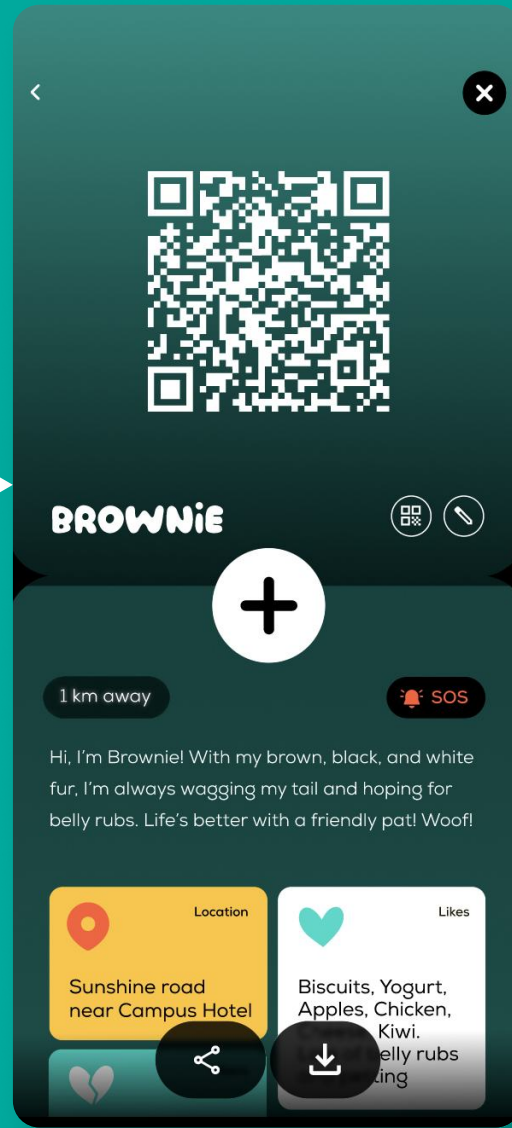 BROWNiE
1 km away
SOS
Hi, I'm Brownie! With my brown, black, and white
fur, I'm always wagging my tail and hoping for
belly rubs. Life's better with a friendly pat! Woof!
Location
Sunshine road
near Campus Hotel
Likes
Biscuits, Yogurt,
Apples, Chicken,
Kiwi.
belly rubs